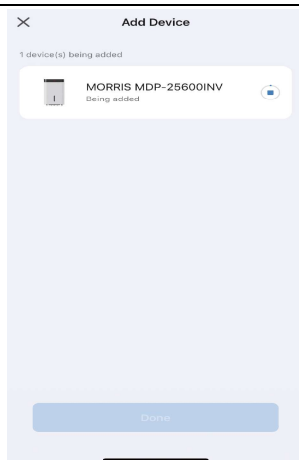 Add Device
1 device(s) being added
MORRIS MDP-25600INV
Being added
Done